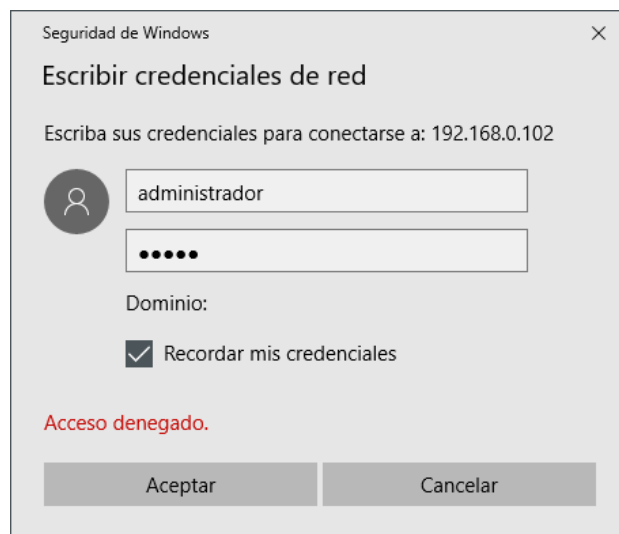 Seguridad de Windows
Escribir credenciales de red
Escriba sus credenciales para conectarse a: 192.168.0.102
administrador
•••••
Dominio:
Recordar mis credenciales
Acceso denegado.
Aceptar
Cancelar